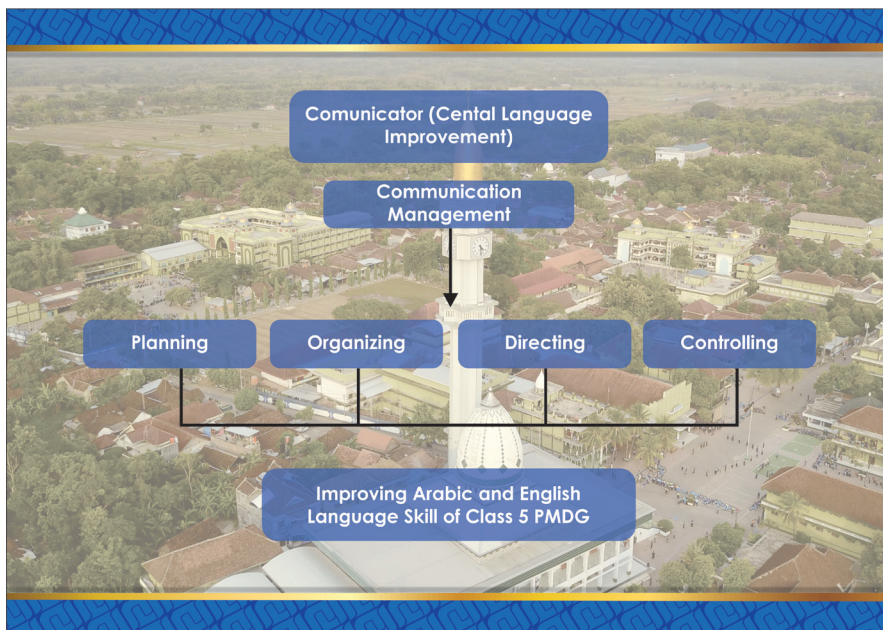 Comunicator (Cental Language
Improvement)
Communication
Management
Planning
Organizing
Directing
Controlling
Improving Arabic and English
Language Skill of Class 5 PMDG